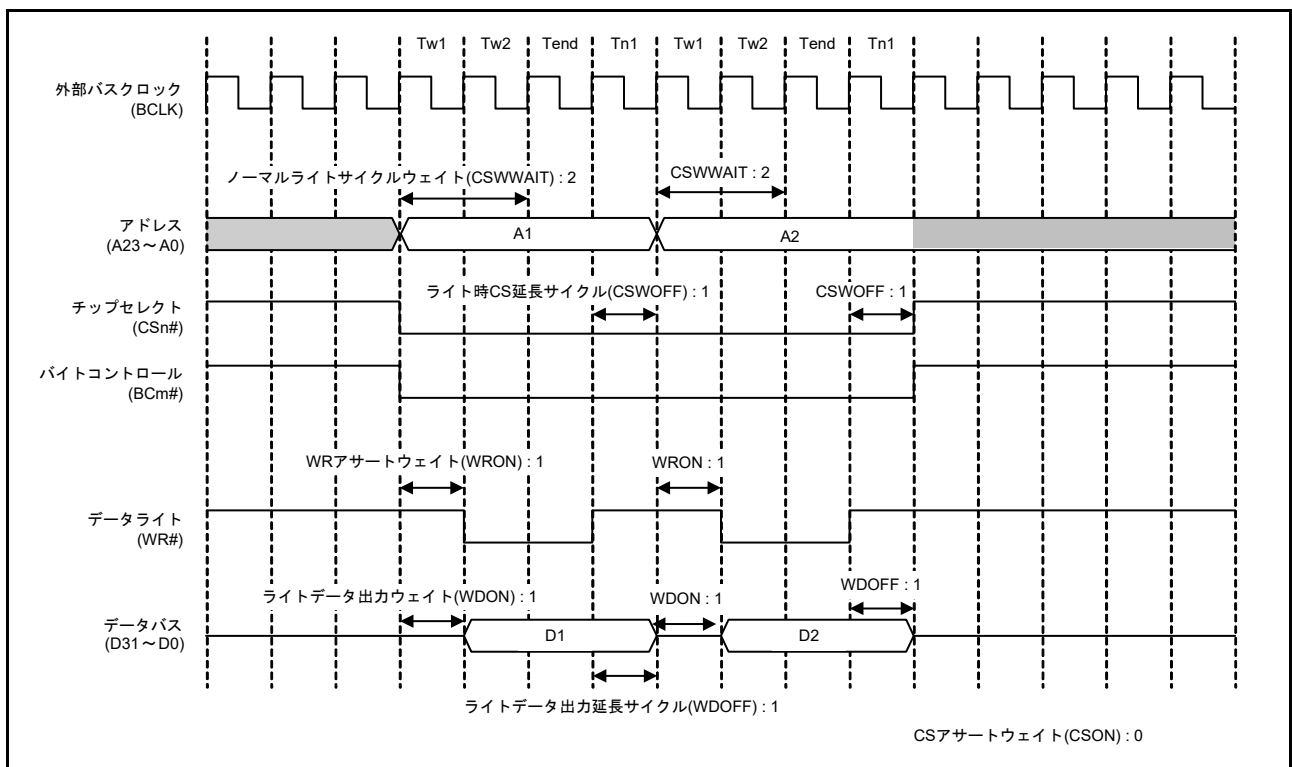 Tw1 Tw2 Tend Tn1 Tw1 Tw2 Tend Tn1
外部バスクロック
(BCLK)
ノーマルライトサイクルウェイト(CSWWAIT) : 2
CSWWAIT : 2
アドレス
(A23～A0)
A1
A2
ライト時CS延長サイクル(CSWOFF) : 1
CSWOFF : 1
チップセレクト
(CSn#)
バイトコントロール
(BCm#)
WRアサートウェイト(WRON) : 1
WRON : 1
データライト
(WR#)
ライトデータ出力ウェイト(WDON) : 1
WDON : 1
WDOFF : 1
データバス
(D31～D0)
D1
D2
ライトデータ出力延長サイクル(WDOFF) : 1
CSアサートウェイト(CSON) : 0